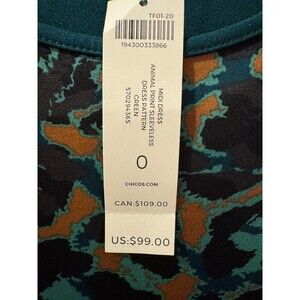 TF01-20
194300333866
MIDI DRESS
ANIMAL PRINT SLEEVELESS
DRESS PATTERN
GREEN
570294365
0
CHICOS.COM
CAN:$109.00
US:$99.00